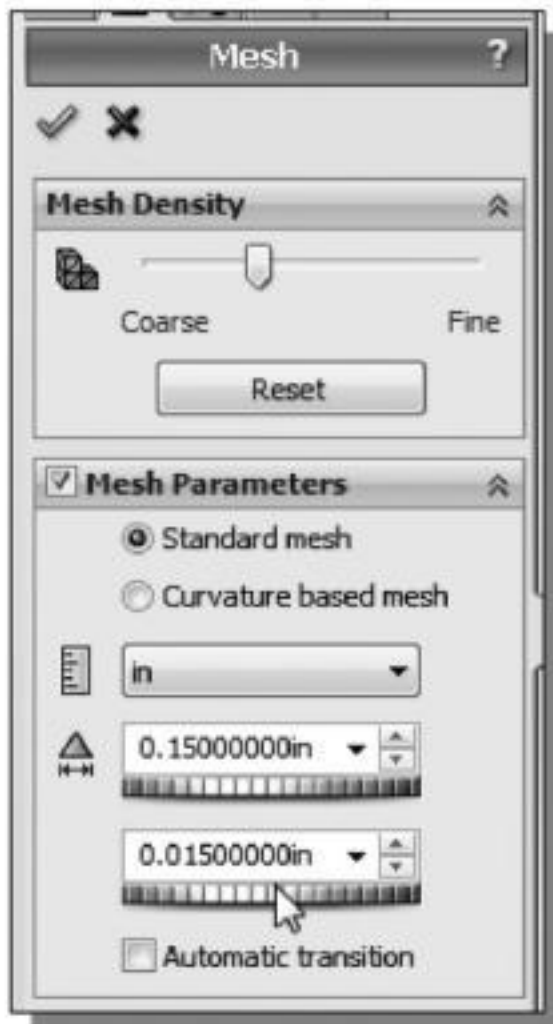 Mesh ?
Mesh Density
Coarse Fine
Reset
Mesh Parameters
Standard mesh
Curvature based mesh
in
0.15000000in
0.01500000in
Automatic transition